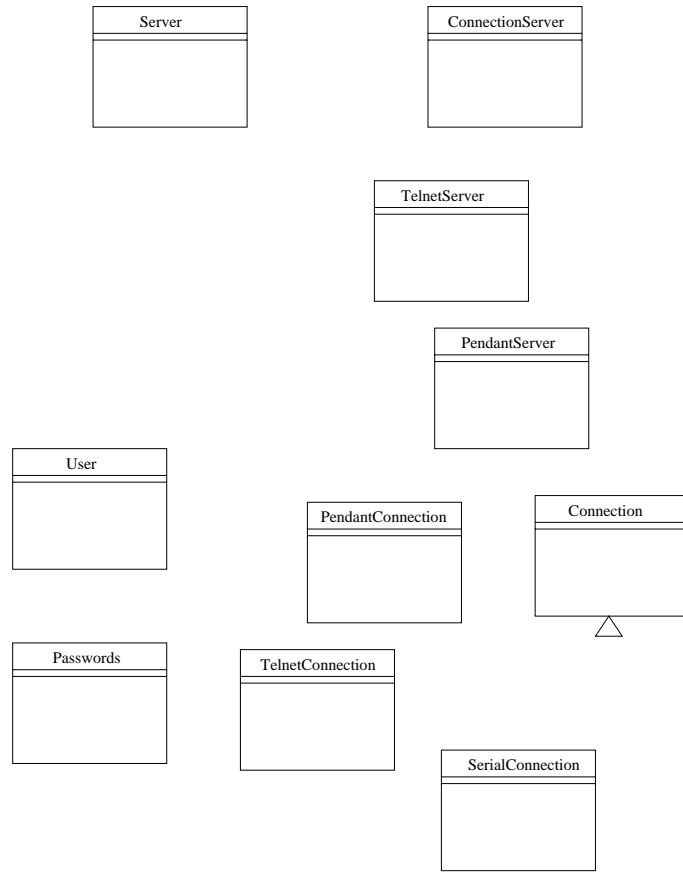 Server
ConnectionServer
TelnetServer
PendantServer
User
PendantConnection
Connection
Passwords
TelnetConnection
SerialConnection